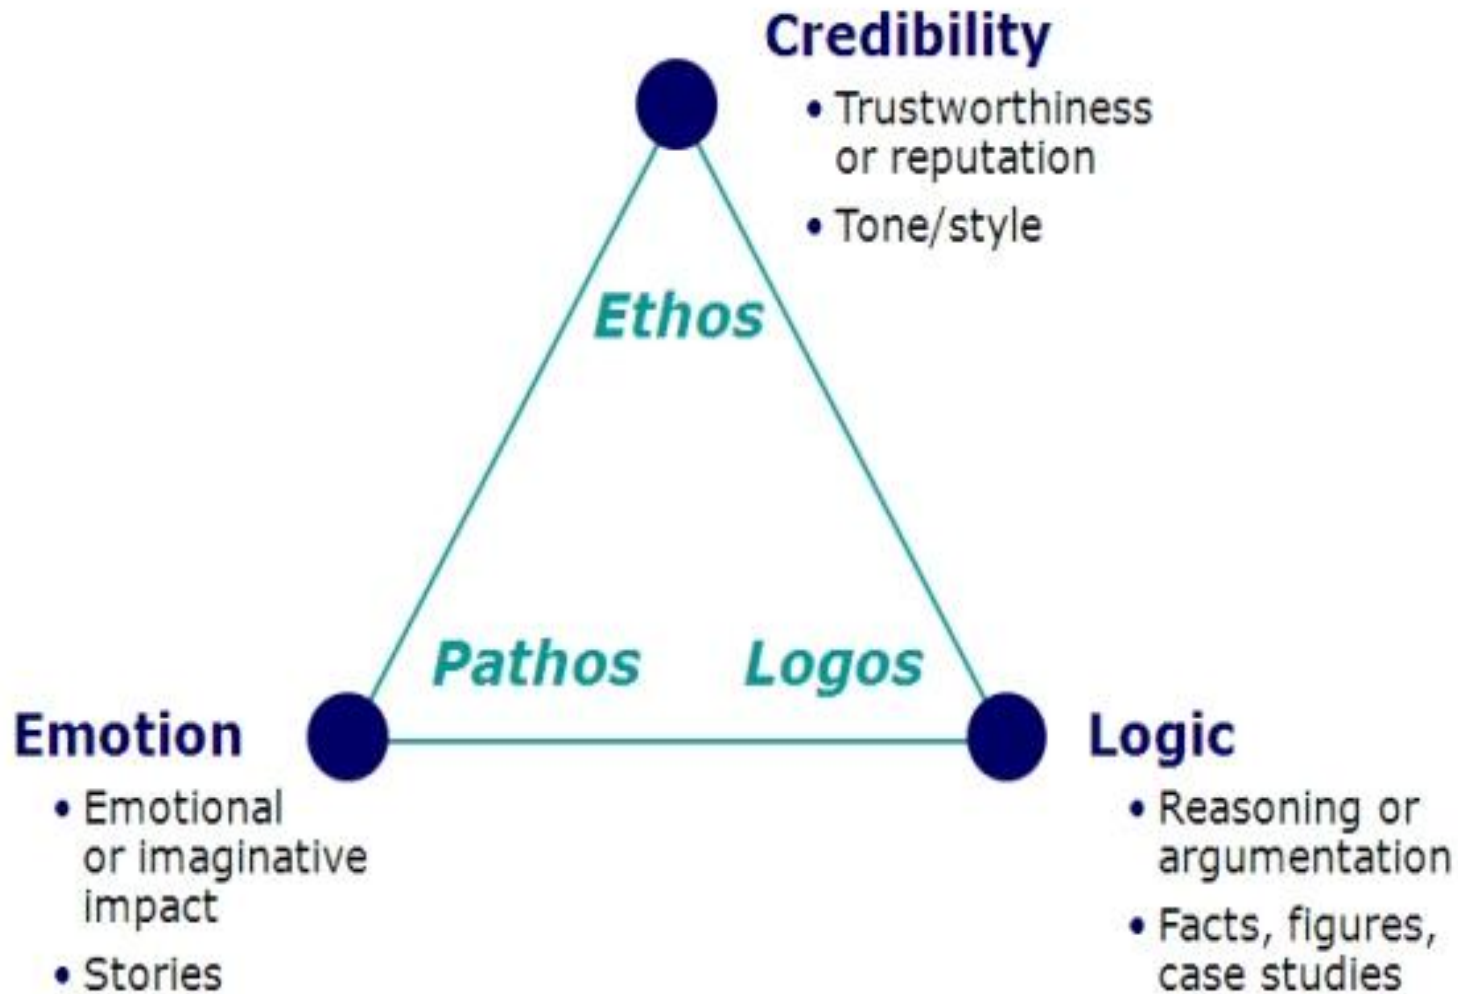 Credibility
• Trustworthiness
or reputation
• Tone/style
Ethos
Pathos
Logos
Emotion
• Emotional
or imaginative
impact
• Stories
Logic
• Reasoning or
argumentation
• Facts, figures,
case studies